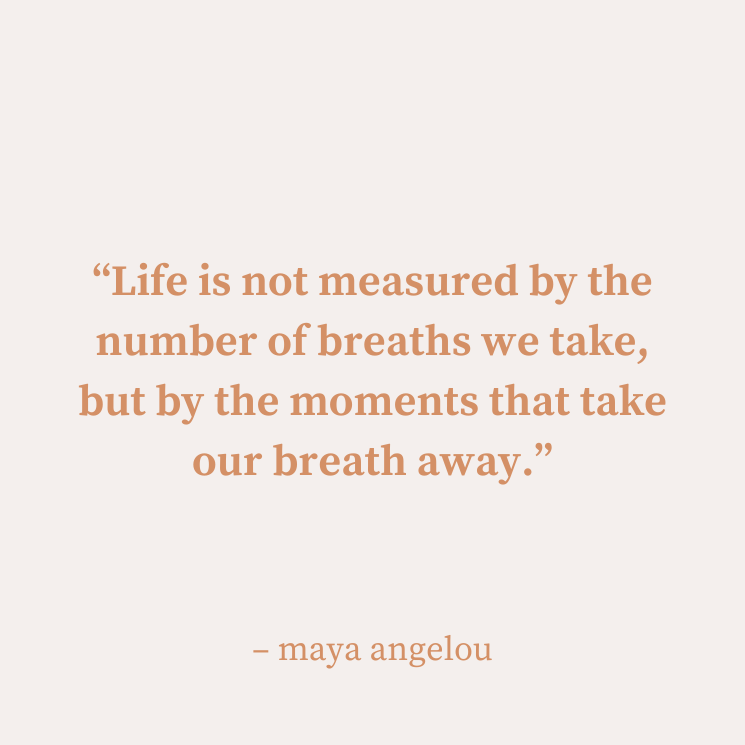 “Life is not measured by the
number of breaths we take,
but by the moments that take
our breath away.”
– maya angelou